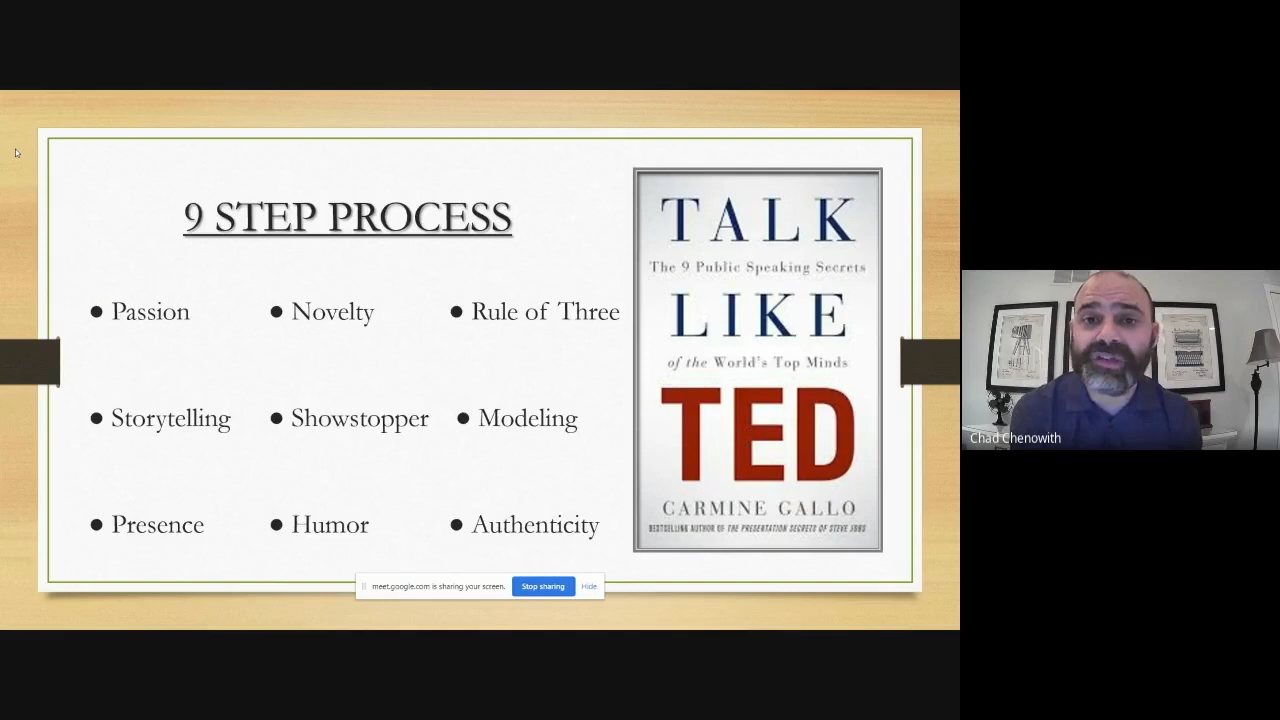 9 STEP PROCESS
● Passion ● Novelty ● Rule of Three
● Storytelling ● Showstopper ● Modeling
● Presence ● Humor ● Authenticity
TALK
The 9 Public Speaking Secrets
LIKE
of the World's Top Minds
TED
CARMINE GALLO
BESTSELLING AUTHOR OF THE PRESENTATION SECRETS OF STEVE JOBS
meet.google.com is sharing your screen. Stop sharing Hide
Chad Chenowith